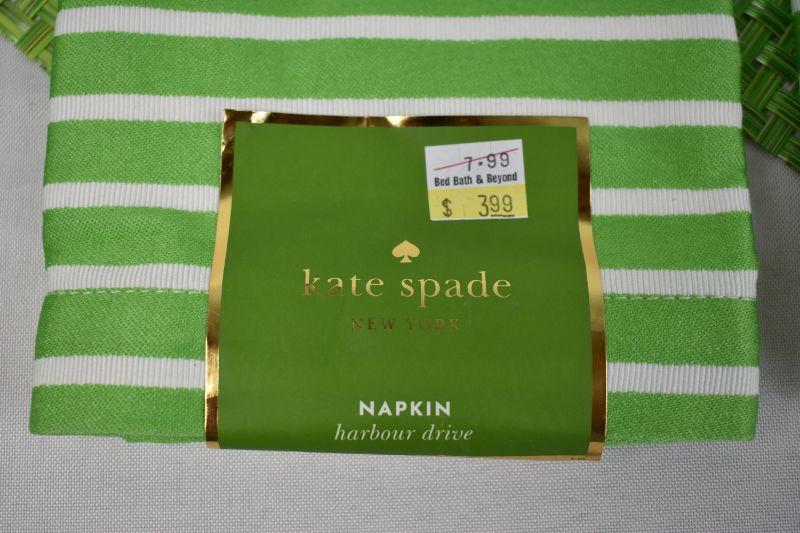 7.99
Bed Bath & Beyond
$ 3.99
kate spade
NEW YORK
NAPKIN
harbour drive